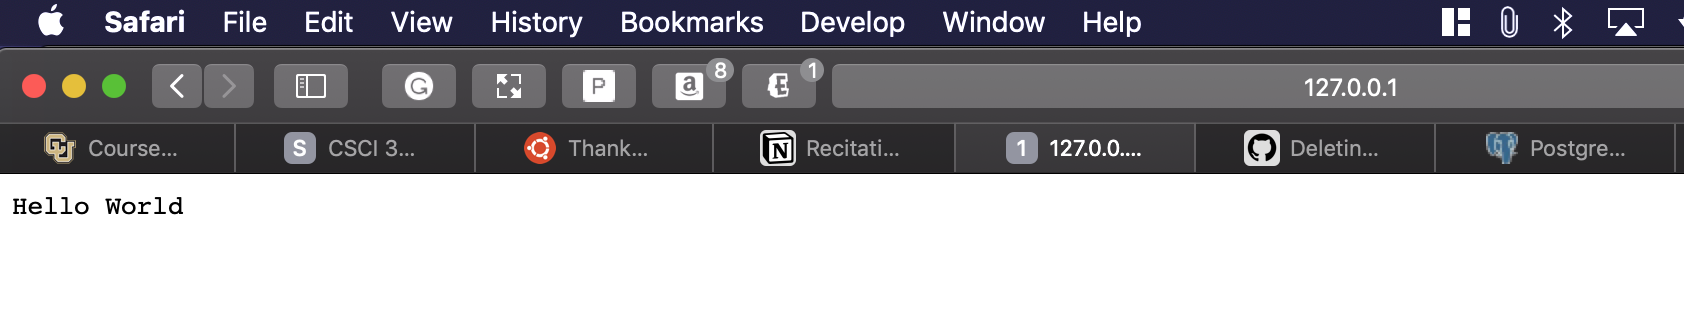 Safari File Edit View History Bookmarks Develop Window Help
G P a 8 E 1 127.0.0.1
CU Course... S CSCI 3... Thank... N Recitati... 1 127.0.0.... Deletin... Postgre...
Hello World